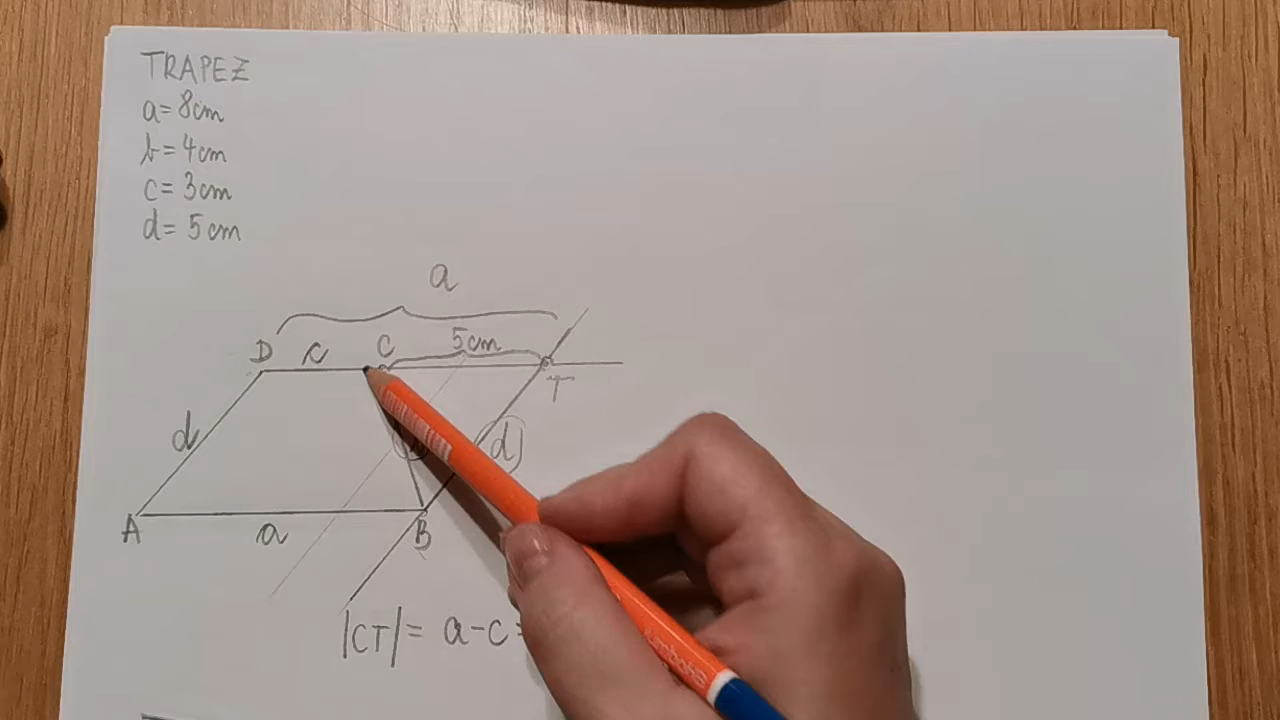 TRAPEZ
a = 8cm
b = 4cm
c = 3cm
d = 5cm
a
D c C 5cm
T
d d
A a B
|CT| = a - c =